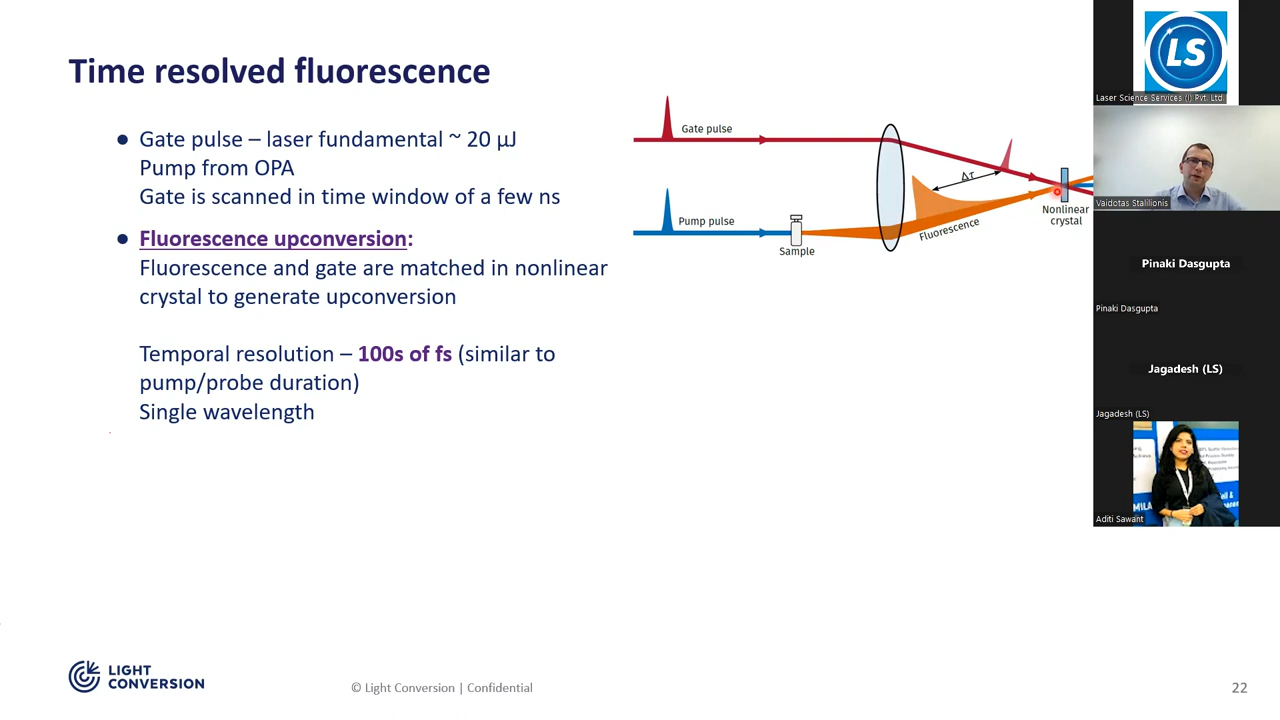 Time resolved fluorescence
● Gate pulse – laser fundamental ~ 20 µJ
Pump from OPA
Gate is scanned in time window of a few ns
● Fluorescence upconversion:
Fluorescence and gate are matched in nonlinear
crystal to generate upconversion
Temporal resolution – 100s of fs (similar to
pump/probe duration)
Single wavelength
Gate pulse
Δτ
Pump pulse
Sample
Fluorescence
Nonlinear
crystal
LS
Laser Science Services (I) Pvt. Ltd.
Vaidotas Stalilionis
Pinaki Dasgupta
Pinaki Dasgupta
Jagadesh (LS)
Jagadesh (LS)
MILA
Aditi Sawant
LIGHT
CONVERSION
© Light Conversion | Confidential
22